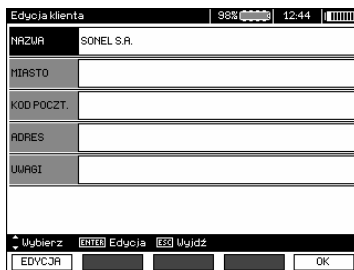 Edycja klienta 98% 12:44
NAZWA SONEL S.A.
MIASTO
KOD POCZT.
ADRES
UWAGI
Wybierz ENTER Edycja ESC Wyjdź
EDYCJA OK